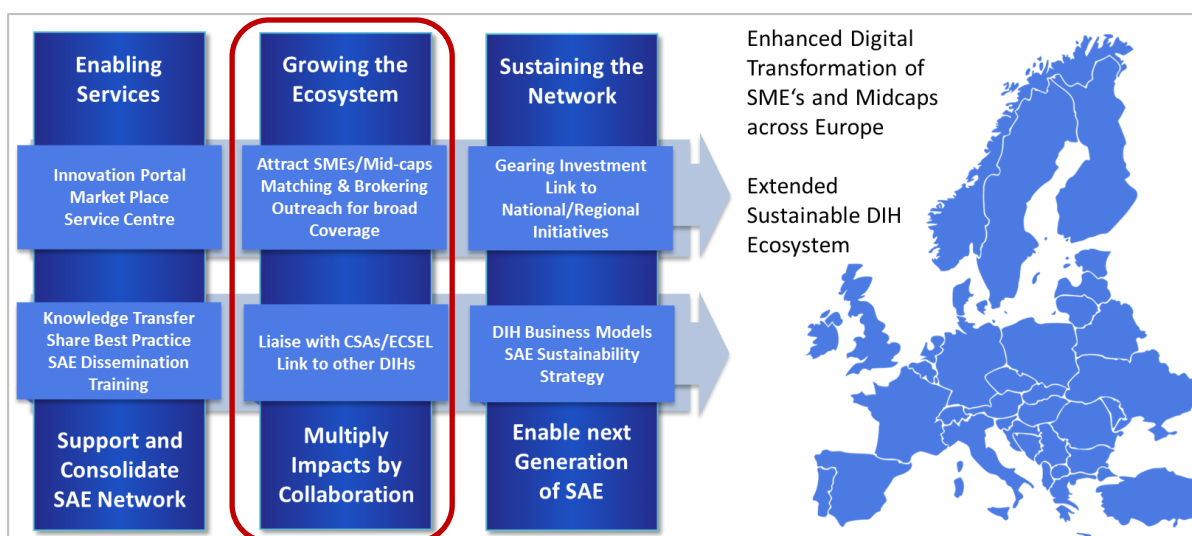 Enabling
Services
Innovation Portal
Market Place
Service Centre
Knowledge Transfer
Share Best Practice
SAE Dissemination
Training
Support and
Consolidate
SAE Network
Growing the
Ecosystem
Attract SMEs/Mid-caps
Matching & Brokering
Outreach for broad
Coverage
Liaise with CSAs/ECSEL
Link to other DIHs
Multiply
Impacts by
Collaboration
Sustaining the
Network
Gearing Investment
Link to
National/Regional
Initiatives
DIH Business Models
SAE Sustainability
Strategy
Enable next
Generation
of SAE
Enhanced Digital
Transformation of
SME‘s and Midcaps
across Europe
Extended
Sustainable DIH
Ecosystem